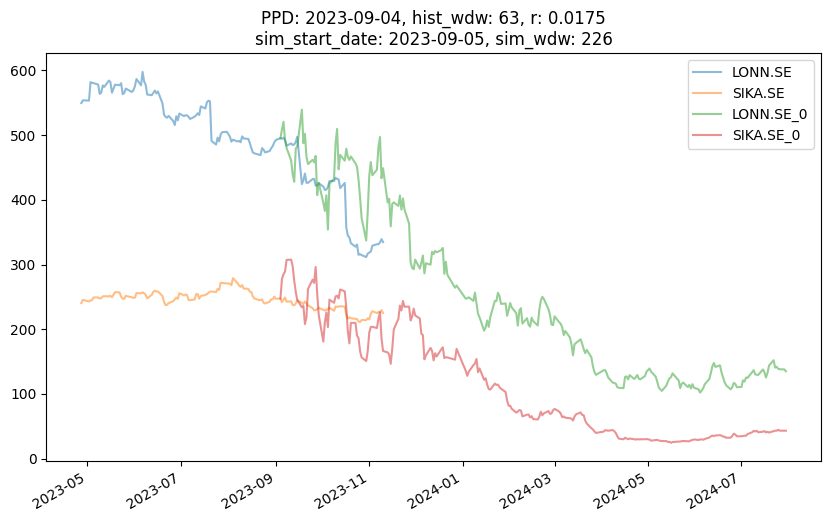 PPD: 2023-09-04, hist_wdw: 63, r: 0.0175
sim_start_date: 2023-09-05, sim_wdw: 226
LONN.SE
SIKA.SE
LONN.SE_0
SIKA.SE_0
600
500
400
300
200
100
0
2023-05
2023-07
2023-09
2023-11
2024-01
2024-03
2024-05
2024-07